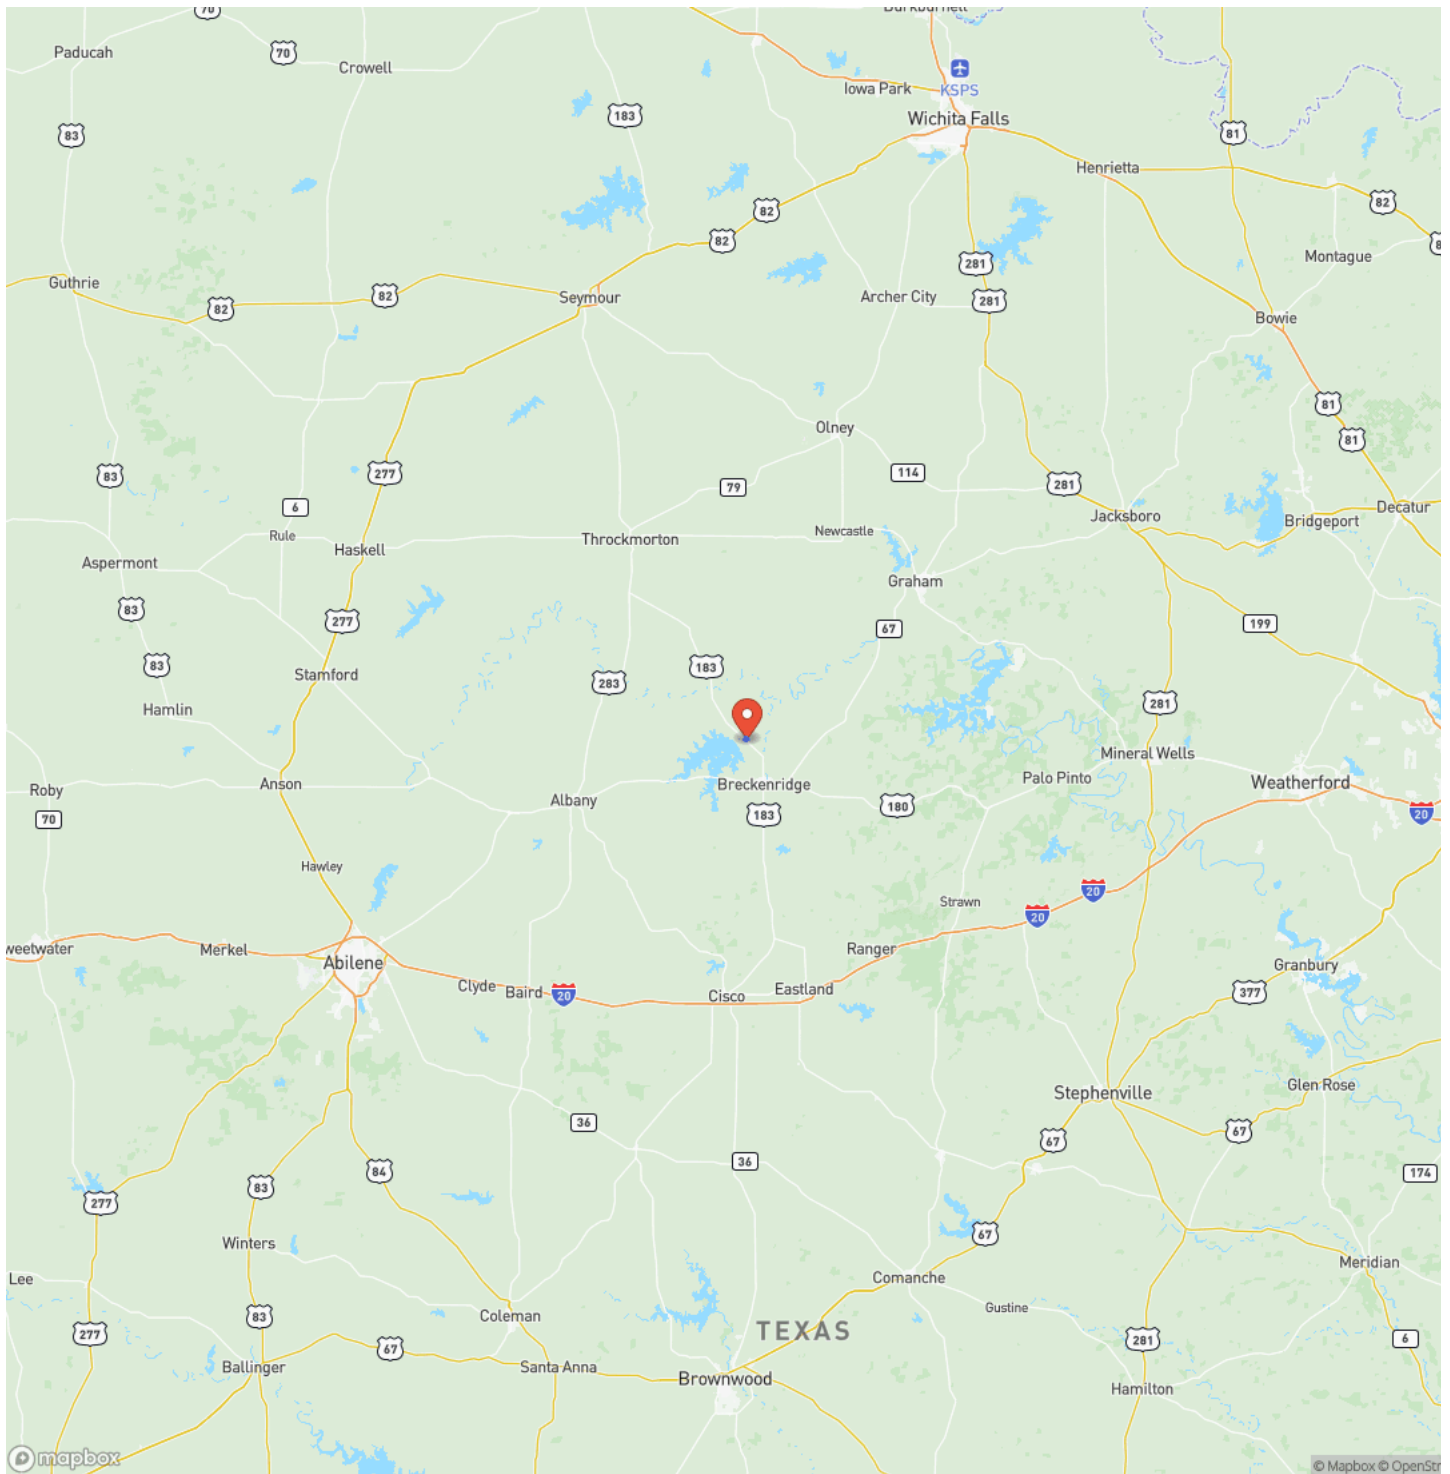 70
Burkburnett
Paducah
70
Crowell
KSPS
Iowa Park
183
Wichita Falls
83
81
Henrietta
82
82
82
Montague
281
Guthrie
82
82
Seymour
Archer City
281
Bowie
81
Olney
81
83
277
114
281
79
6
Decatur
Jacksboro
Bridgeport
Rule
Newcastle
Throckmorton
Haskell
Aspermont
Graham
83
277
67
199
83
183
Stamford
283
281
Hamlin
Mineral Wells
Palo Pinto
Weatherford
Anson
Breckenridge
Roby
Albany
180
183
20
70
Hawley
20
Strawn
20
weetwater
Merkel
Ranger
Abilene
Granbury
Clyde
Baird
20
Cisco
Eastland
377
Glen Rose
Stephenville
36
67
67
36
84
174
83
277
67
Winters
Meridian
Lee
Comanche
Gustine
83
Coleman
TEXAS
277
67
281
6
Ballinger
Santa Anna
Brownwood
Hamilton
mapbox
© Mapbox © OpenStr